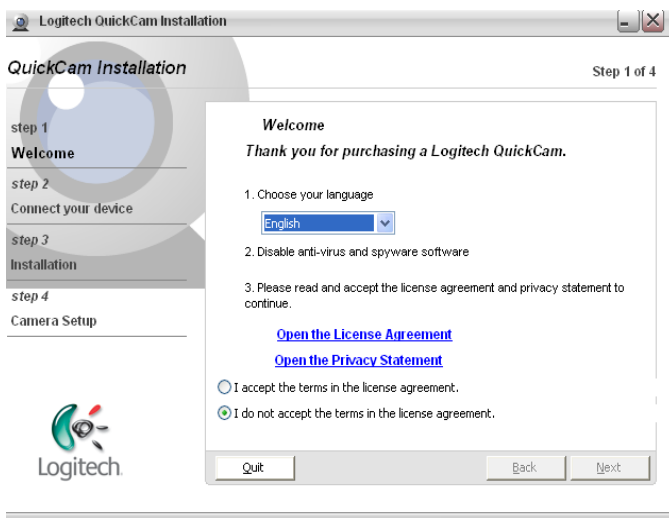 Logitech QuickCam Installation
QuickCam Installation
Step 1 of 4
step 1
Welcome
step 2
Connect your device
step 3
Installation
step 4
Camera Setup
Logitech
Welcome
Thank you for purchasing a Logitech QuickCam.
1. Choose your language
English
2. Disable anti-virus and spyware software
3. Please read and accept the license agreement and privacy statement to
continue.
Open the License Agreement
Open the Privacy Statement
I accept the terms in the license agreement.
I do not accept the terms in the license agreement.
Quit
Back
Next